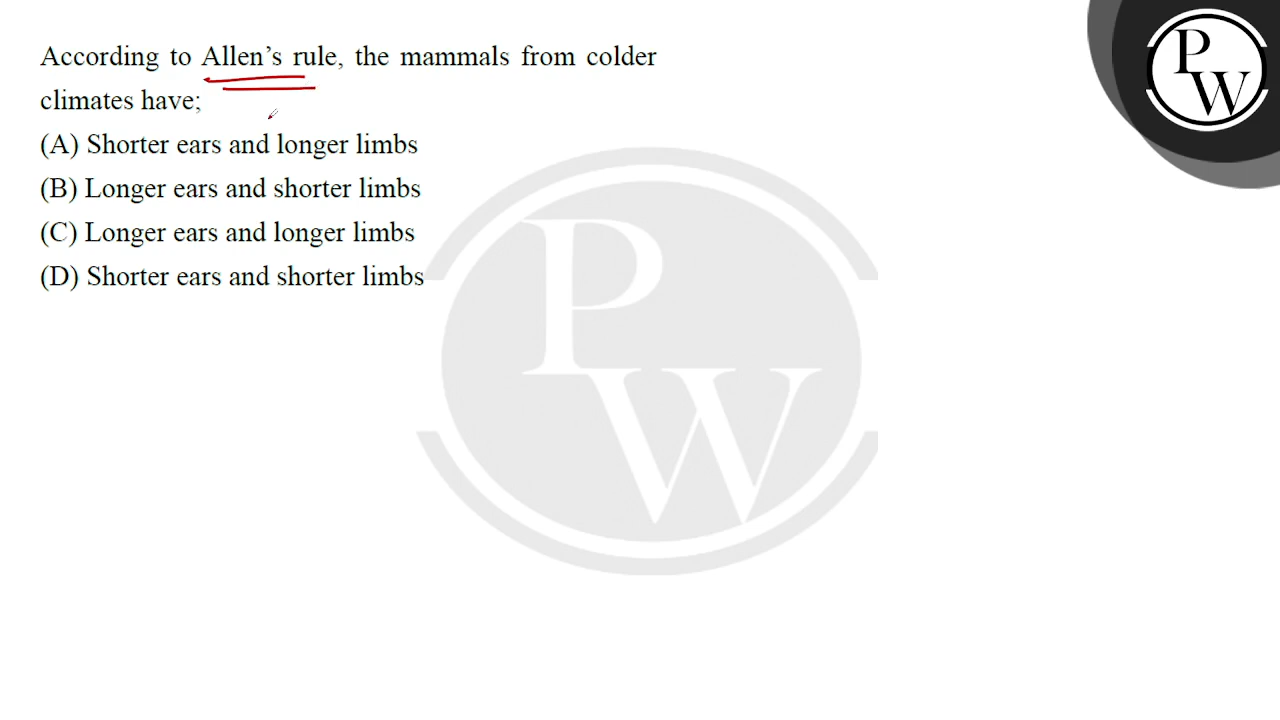 According to Allen’s rule, the mammals from colder
climates have;
(A) Shorter ears and longer limbs
(B) Longer ears and shorter limbs
(C) Longer ears and longer limbs
(D) Shorter ears and shorter limbs
P
W
P
W